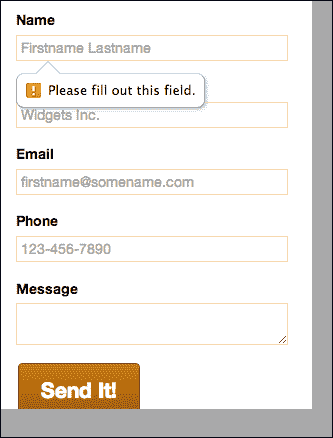 Name
Firstname Lastname
Please fill out this field.
Widgets Inc.
Email
firstname@somename.com
Phone
123-456-7890
Message
Send It!